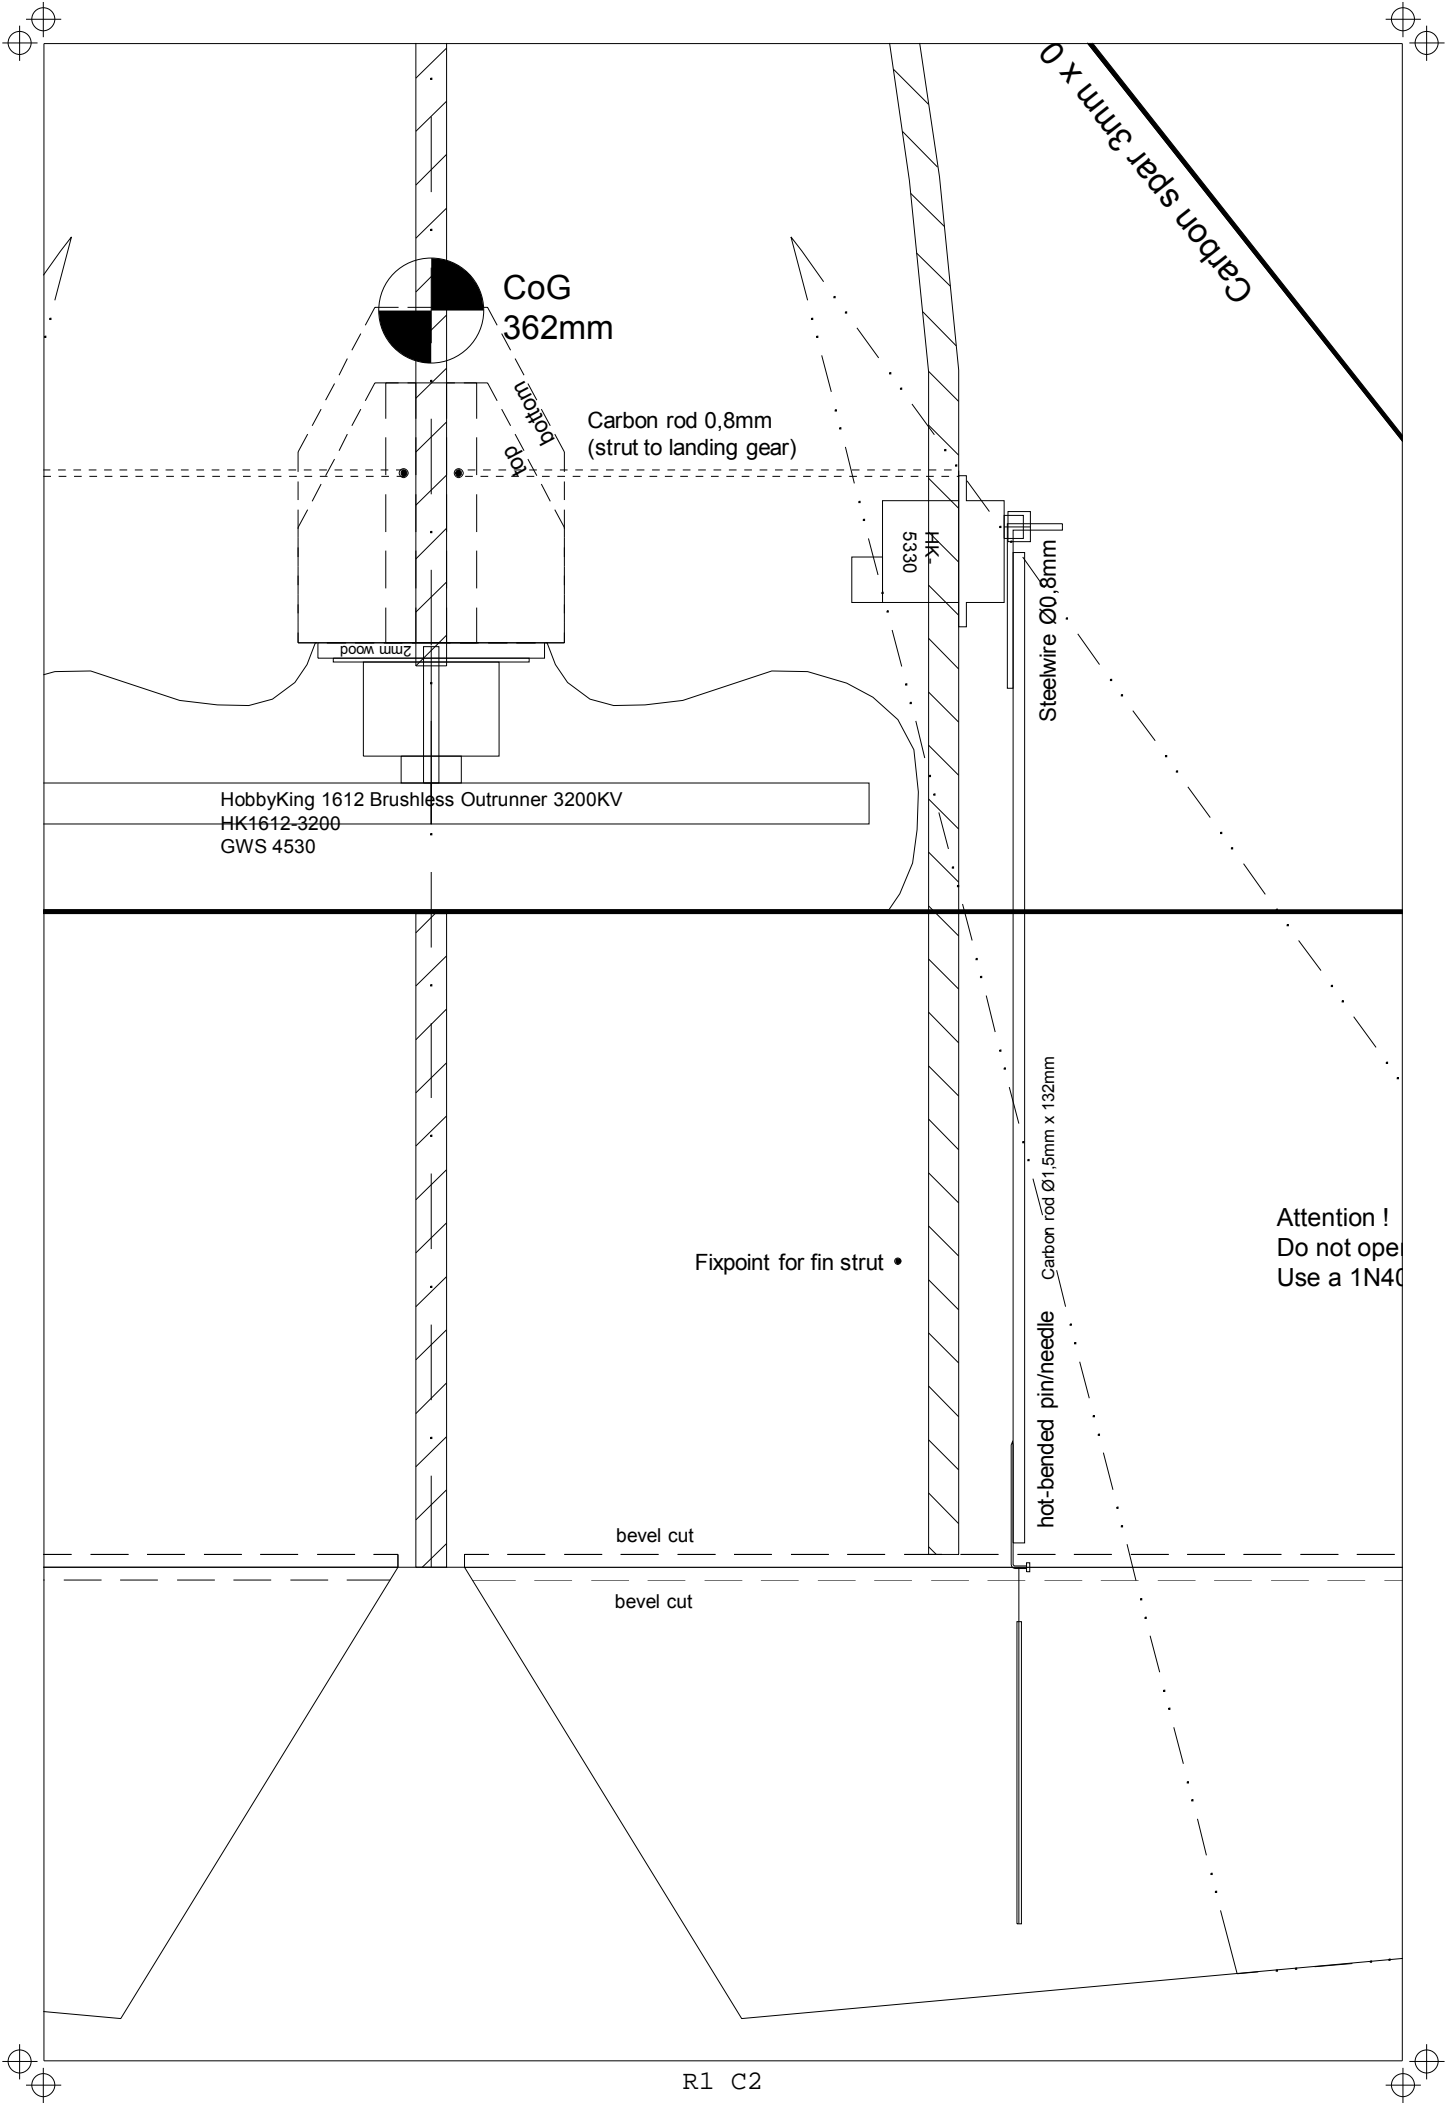 Carbon spar 3mm x 0
CoG
362mm
bottom
top
Carbon rod 0,8mm
(strut to landing gear)
HK-
5330
Steelwire Ø0,8mm
2mm wood
HobbyKing 1612 Brushless Outrunner 3200KV
HK1612-3200
GWS 4530
Carbon rod Ø1,5mm x 132mm
Attention !
Do not ope
Use a 1N40
Fixpoint for fin strut
hot-bended pin/needle
bevel cut
bevel cut
R1 C2